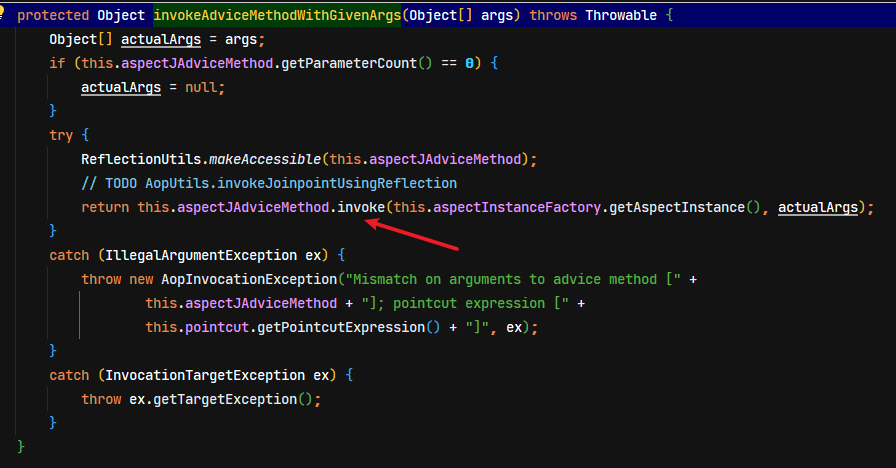 protected Object invokeAdviceMethodWithGivenArgs(Object[] args) throws Throwable {
Object[] actualArgs = args;
if (this.aspectJAdviceMethod.getParameterCount() == 0) {
actualArgs = null;
}
try {
ReflectionUtils.makeAccessible(this.aspectJAdviceMethod);
// TODO AopUtils.invokeJoinpointUsingReflection
return this.aspectJAdviceMethod.invoke(this.aspectInstanceFactory.getAspectInstance(), actualArgs);
}
catch (IllegalArgumentException ex) {
throw new AopInvocationException("Mismatch on arguments to advice method [" +
this.aspectJAdviceMethod + "]; pointcut expression [" +
this.pointcut.getPointcutExpression() + "]", ex);
}
catch (InvocationTargetException ex) {
throw ex.getTargetException();
}
}